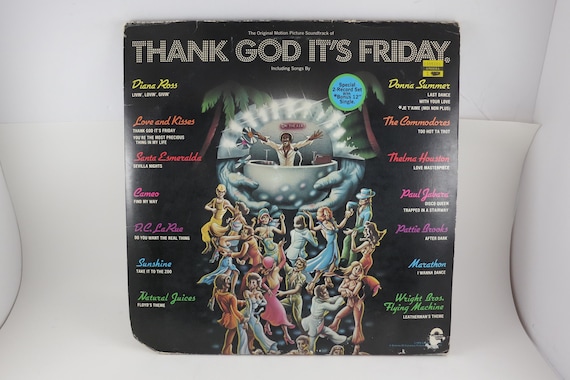 The Original Motion Picture Soundtrack of
THANK GOD IT'S FRIDAY.
Including Songs By
Special
2-Record Set
with
*Bonus 12"
Single.
Diana Ross
LOVIN', LIVIN', GIVIN'
Love and Kisses
THANK GOD IT'S FRIDAY
YOU'RE THE MOST PRECIOUS
THING IN MY LIFE
Santa Esmeralda
SEVILLA NIGHTS
Cameo
FIND MY WAY
D.C. LaRue
DO YOU WANT THE REAL THING
Sunshine
TAKE IT TO THE ZOO
Natural Juices
FLOYD'S THEME
Donna Summer
LAST DANCE
WITH YOUR LOVE
*JE T'AIME (MOI NON PLUS)
The Commodores
TOO HOT TA TROT
Thelma Houston
LOVE MASTERPIECE
Paul Jabara
DISCO QUEEN
TRAPPED IN A STAIRWAY
Pattie Brooks
AFTER DARK
Marathon
I WANNA DANCE
Wright Bros.
Flying Machine
LEATHERMAN'S THEME